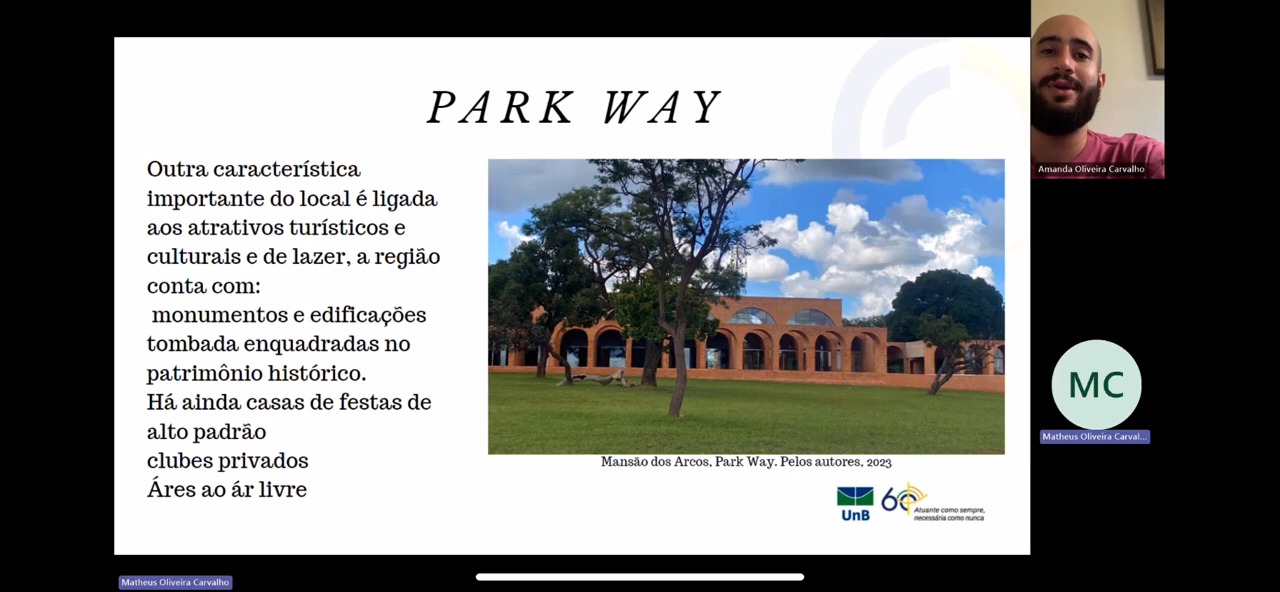 PARK WAY
Outra característica
importante do local é ligada
aos atrativos turísticos e
culturais e de lazer, a região
conta com:
monumentos e edificações
tombada enquadradas no
patrimônio histórico.
Há ainda casas de festas de
alto padrão
clubes privados
Áres ao ár livre
Mansão dos Arcos, Park Way. Pelos autores, 2023
UnB
60
Atuante como sempre,
necessária como nunca
Amanda Oliveira Carvalho
MC
Matheus Oliveira Carval...
Matheus Oliveira Carvalho